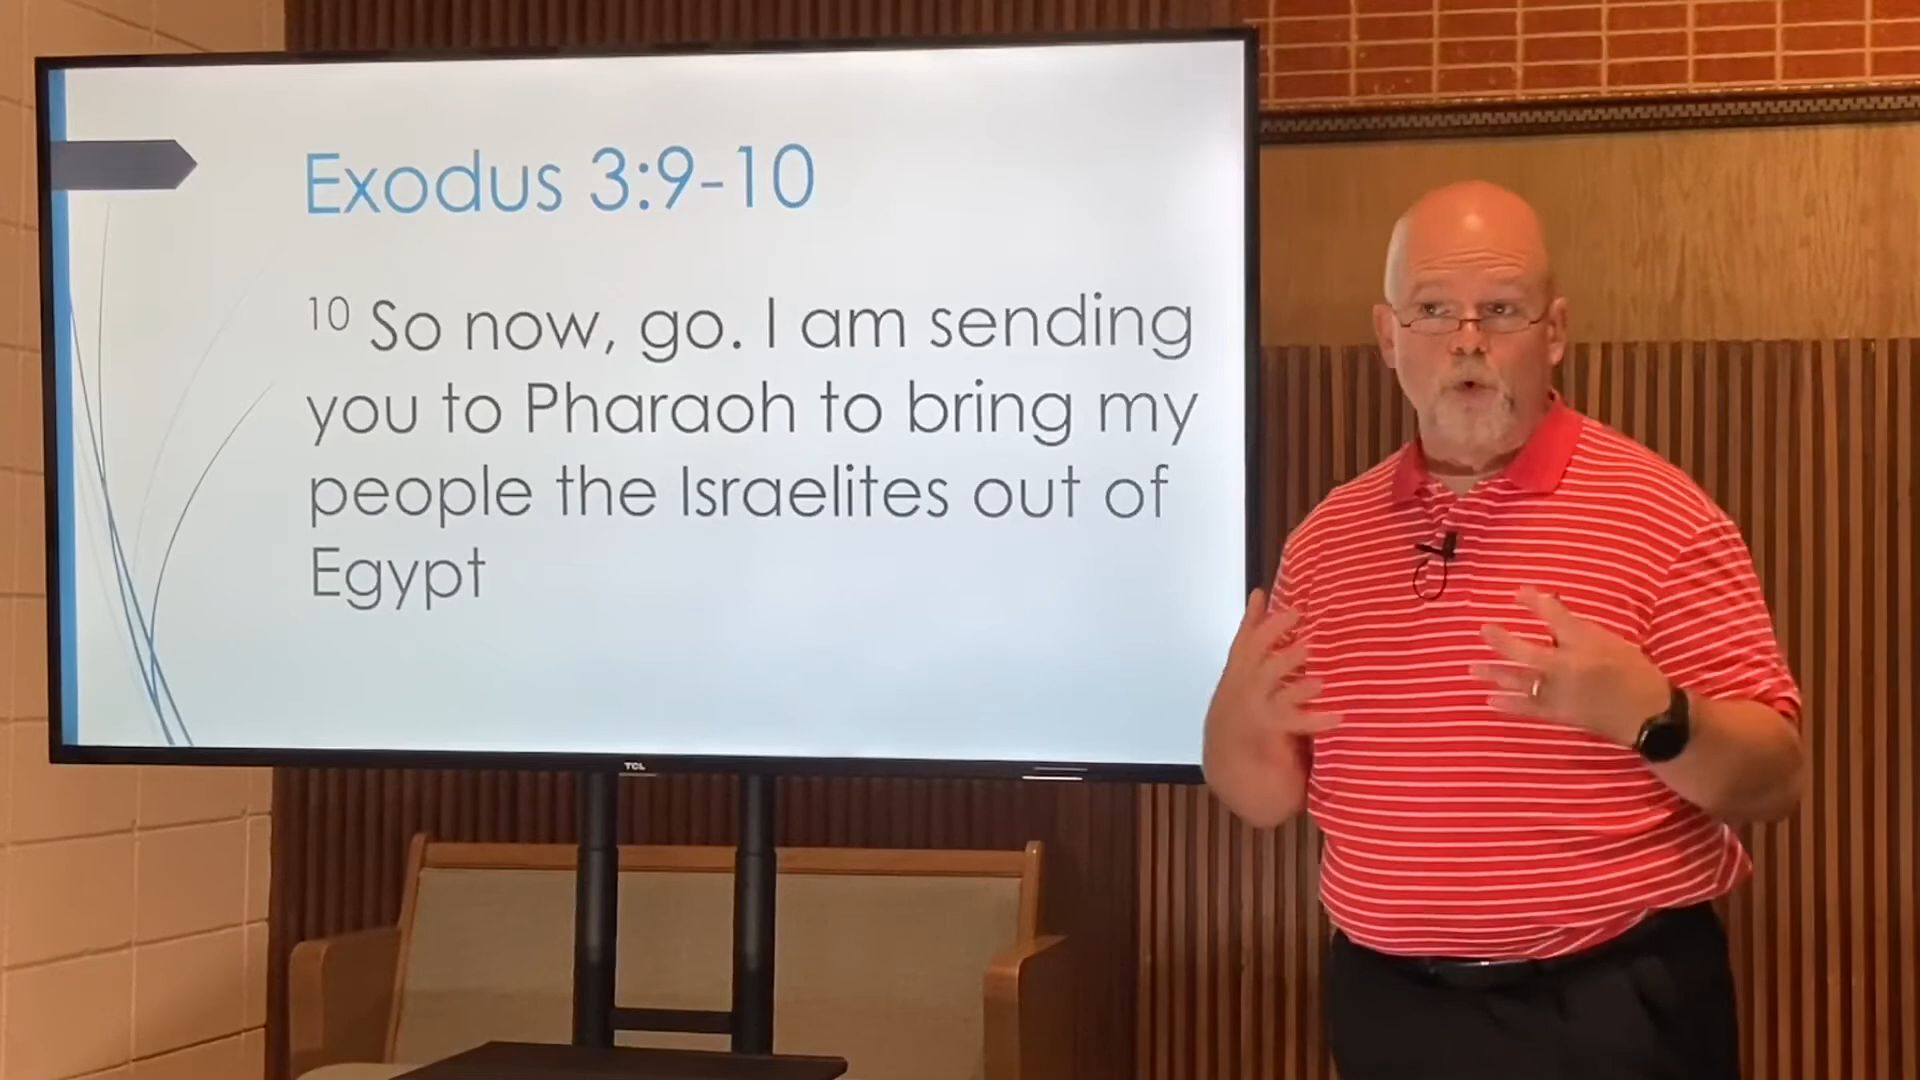 Exodus 3:9-10
10 So now, go. I am sending
you to Pharaoh to bring my
people the Israelites out of
Egypt
TCL